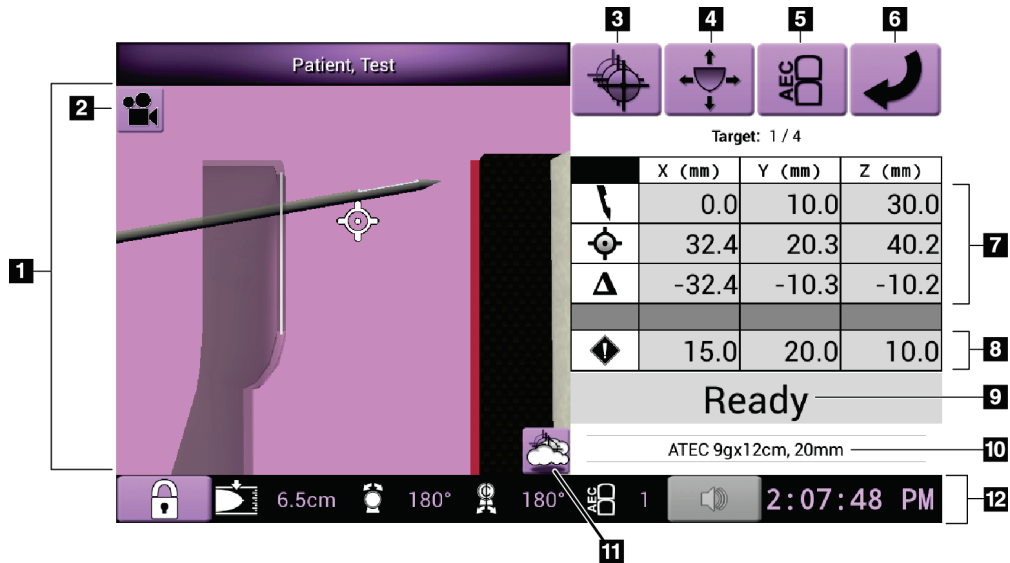 3 4 5 6
Patient, Test
AEC
1
2
Target: 1 / 4
X (mm) Y (mm) Z (mm)
0.0 10.0 30.0
32.4 20.3 40.2
Δ -32.4 -10.3 -10.2
7
! 15.0 20.0 10.0
8
Ready
9
ATEC 9gx12cm, 20mm
10
6.5cm 180° 180° AEC 1 2:07:48 PM
12
11